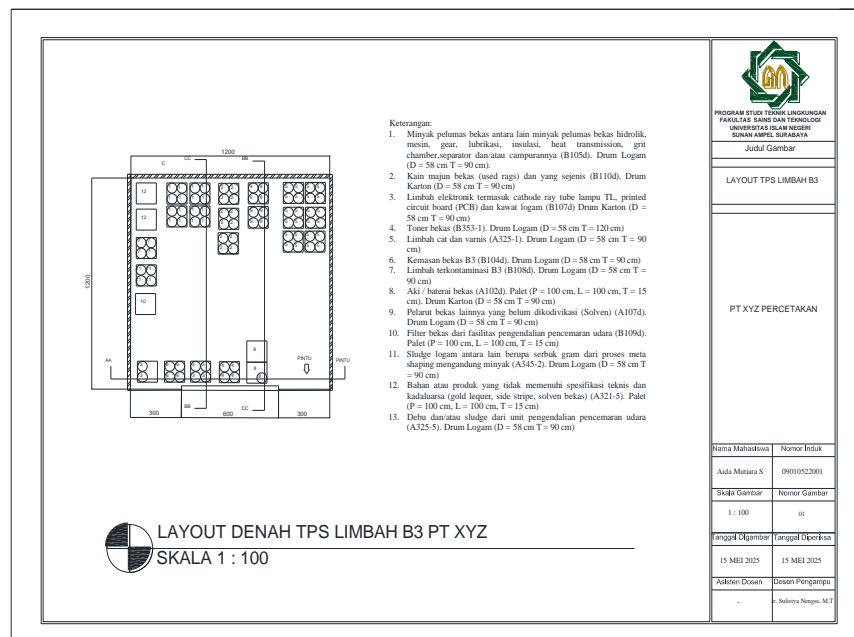 1200
C
CC
BB
12
12
10
8
8
1200
AA
PINTU
PINTU
BB
CC
300
600
300
Keterangan:
1. Minyak pelumas bekas antara lain minyak pelumas bekas hidrolik,
mesin, gear, lubrikasi, insulasi, heat transmission, grit
chamber,separator dan/atau campurannya (B105d). Drum Logam
(D = 58 cm T = 90 cm).
2. Kain majun bekas (used rags) dan yang sejenis (B110d). Drum
Karton (D = 58 cm T = 90 cm)
3. Limbah elektronik termasuk cathode ray tube lampu TL, printed
circuit board (PCB) dan kawat logam (B107d) Drum Karton (D =
58 cm T = 90 cm)
4. Toner bekas (B353-1). Drum Logam (D = 58 cm T = 120 cm)
5. Limbah cat dan varnis (A325-1). Drum Logam (D = 58 cm T = 90
cm)
6. Kemasan bekas B3 (B104d). Drum Logam (D = 58 cm T = 90 cm)
7. Limbah terkontaminasi B3 (B108d). Drum Logam (D = 58 cm T =
90 cm)
8. Aki / baterai bekas (A102d). Palet (P = 100 cm, L = 100 cm, T = 15
cm). Drum Karton (D = 58 cm T = 90 cm)
9. Pelarut bekas lainnya yang belum dikodivikasi (Solven) (A107d).
Drum Logam (D = 58 cm T = 90 cm)
10. Filter bekas dari fasilitas pengendalian pencemaran udara (B109d).
Palet (P = 100 cm, L = 100 cm, T = 15 cm)
11. Sludge logam antara lain berupa serbuk gram dari proses meta
shaping mengandung minyak (A345-2). Drum Logam (D = 58 cm T
= 90 cm)
12. Bahan atau produk yang tidak memenuhi spesifikasi teknis dan
kadaluarsa (gold lequer, side stripe, solven bekas) (A321-5). Palet
(P = 100 cm, L = 100 cm, T = 15 cm)
13. Debu dan/atau sludge dari unit pengendalian pencemaran udara
(A325-5). Drum Logam (D = 58 cm T = 90 cm)
LAYOUT DENAH TPS LIMBAH B3 PT XYZ
SKALA 1 : 100
PROGRAM STUDI TEKNIK LINGKUNGAN
FAKULTAS SAINS DAN TEKNOLOGI
UNIVERSITAS ISLAM NEGERI
SUNAN AMPEL SURABAYA
Judul Gambar
LAYOUT TPS LIMBAH B3
PT XYZ PERCETAKAN
Nama Mahasiswa Nomor Induk
Aida Mutiara S 09010522001
Skala Gambar Nomor Gambar
1 : 100 01
Tanggal Digambar Tanggal Diperiksa
15 MEI 2025 15 MEI 2025
Asisten Dosen Dosen Pengampu
- Sulistya Nengse, M.T